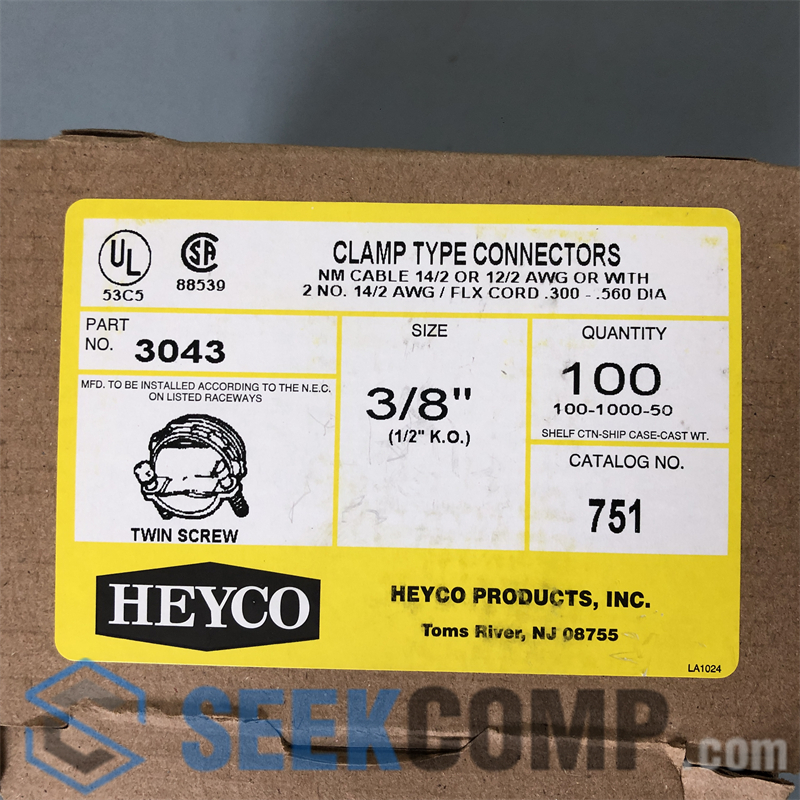 UL
53C5
SA
88539
CLAMP TYPE CONNECTORS
NM CABLE 14/2 OR 12/2 AWG OR WITH
2 NO. 14/2 AWG / FLX CORD .300 - .560 DIA
PART
NO. 3043
MFD. TO BE INSTALLED ACCORDING TO THE N.E.C.
ON LISTED RACEWAYS
TWIN SCREW
SIZE
3/8"
(1/2" K.O.)
QUANTITY
100
100-1000-50
SHELF CTN-SHIP CASE-CAST WT.
CATALOG NO.
751
HEYCO
HEYCO PRODUCTS, INC.
Toms River, NJ 08755
LA1024
SEEKCOMP.com